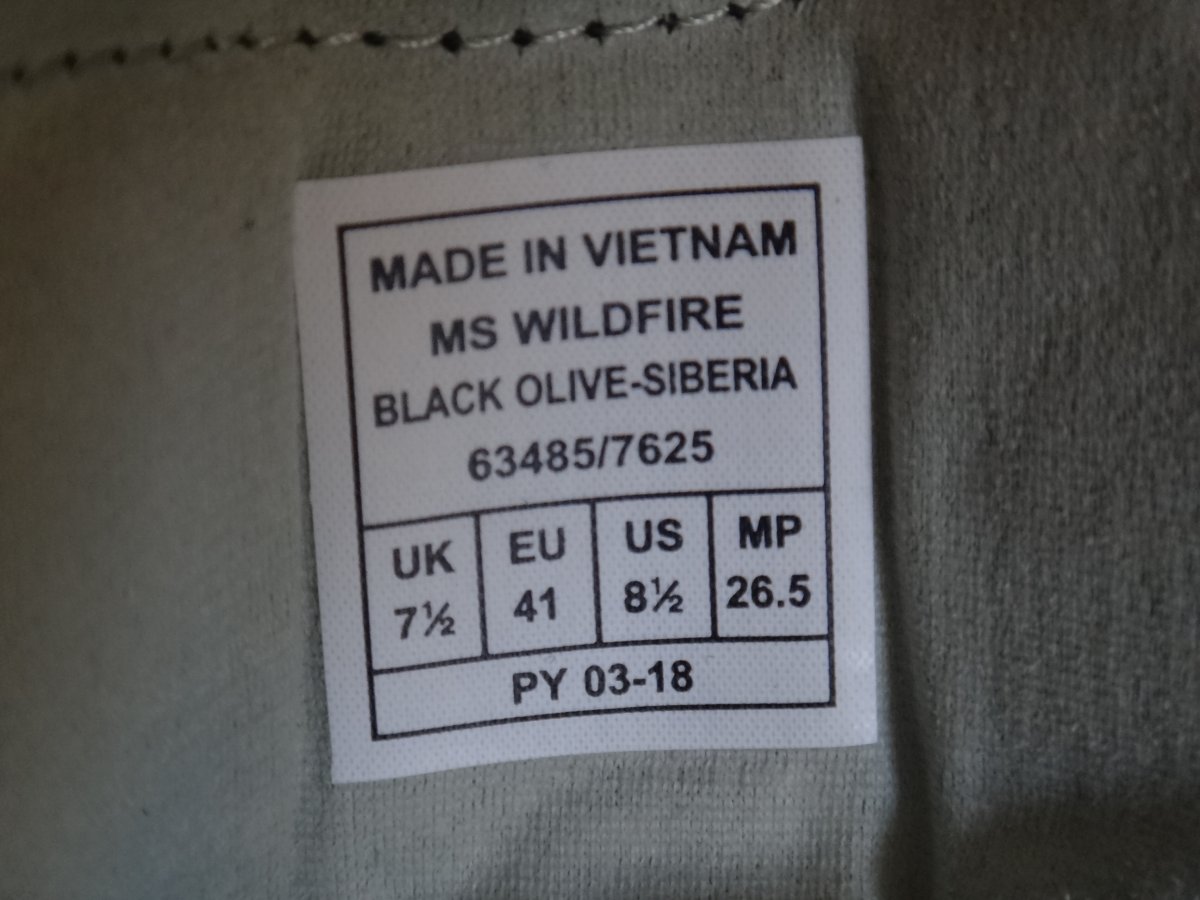 MADE IN VIETNAM
MS WILDFIRE
BLACK OLIVE-SIBERIA
63485/7625
UK EU US MP
7½ 41 8½ 26.5
PY 03-18